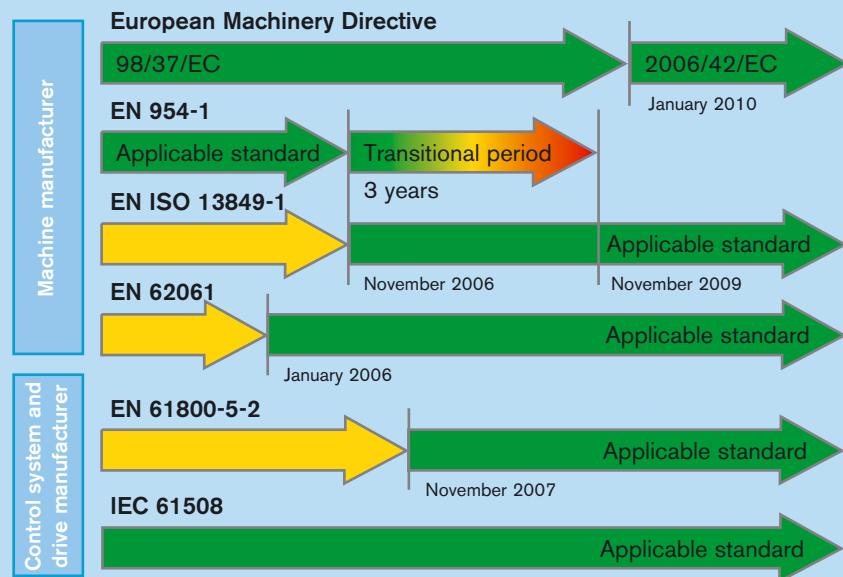 Machine manufacturer
European Machinery Directive
98/37/EC
2006/42/EC
January 2010
EN 954-1
Applicable standard
Transitional period
3 years
EN ISO 13849-1
Applicable standard
November 2006
November 2009
EN 62061
Applicable standard
January 2006
Control system and
drive manufacturer
EN 61800-5-2
Applicable standard
November 2007
IEC 61508
Applicable standard